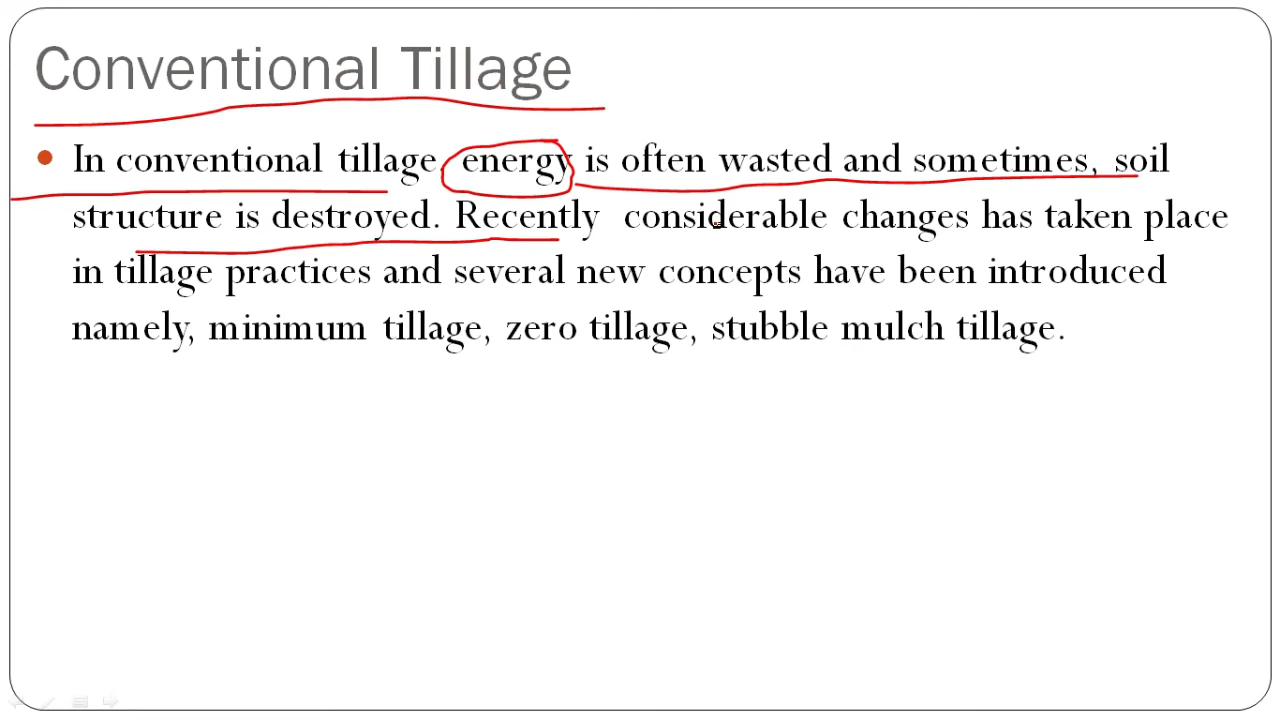 Conventional Tillage
In conventional tillage, energy is often wasted and sometimes, soil
structure is destroyed. Recently considerable changes has taken place
in tillage practices and several new concepts have been introduced
namely, minimum tillage, zero tillage, stubble mulch tillage.